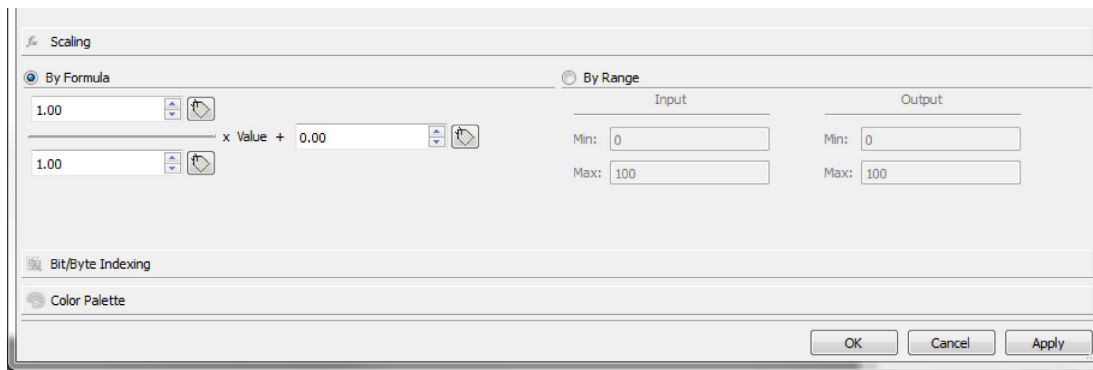 Scaling
By Formula By Range
Input Output
1.00
x Value + 0.00 Min: 0 Min: 0
1.00 Max: 100 Max: 100
Bit/Byte Indexing
Color Palette
OK Cancel Apply